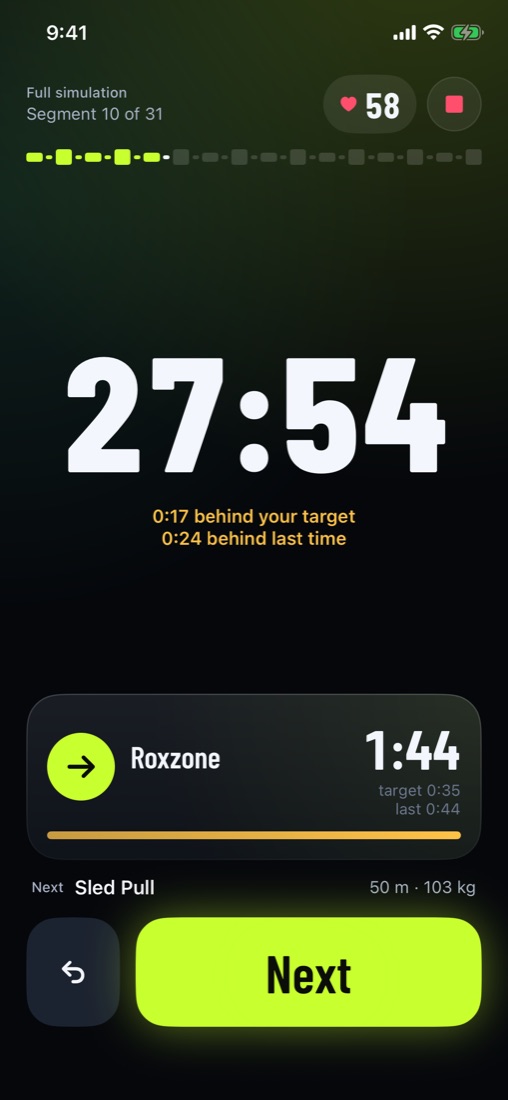 9:41
Full simulation
Segment 10 of 31
58
27:54
0:17 behind your target
0:24 behind last time
Roxzone
1:44
target 0:35
last 0:44
Next Sled Pull
50 m · 103 kg
Next